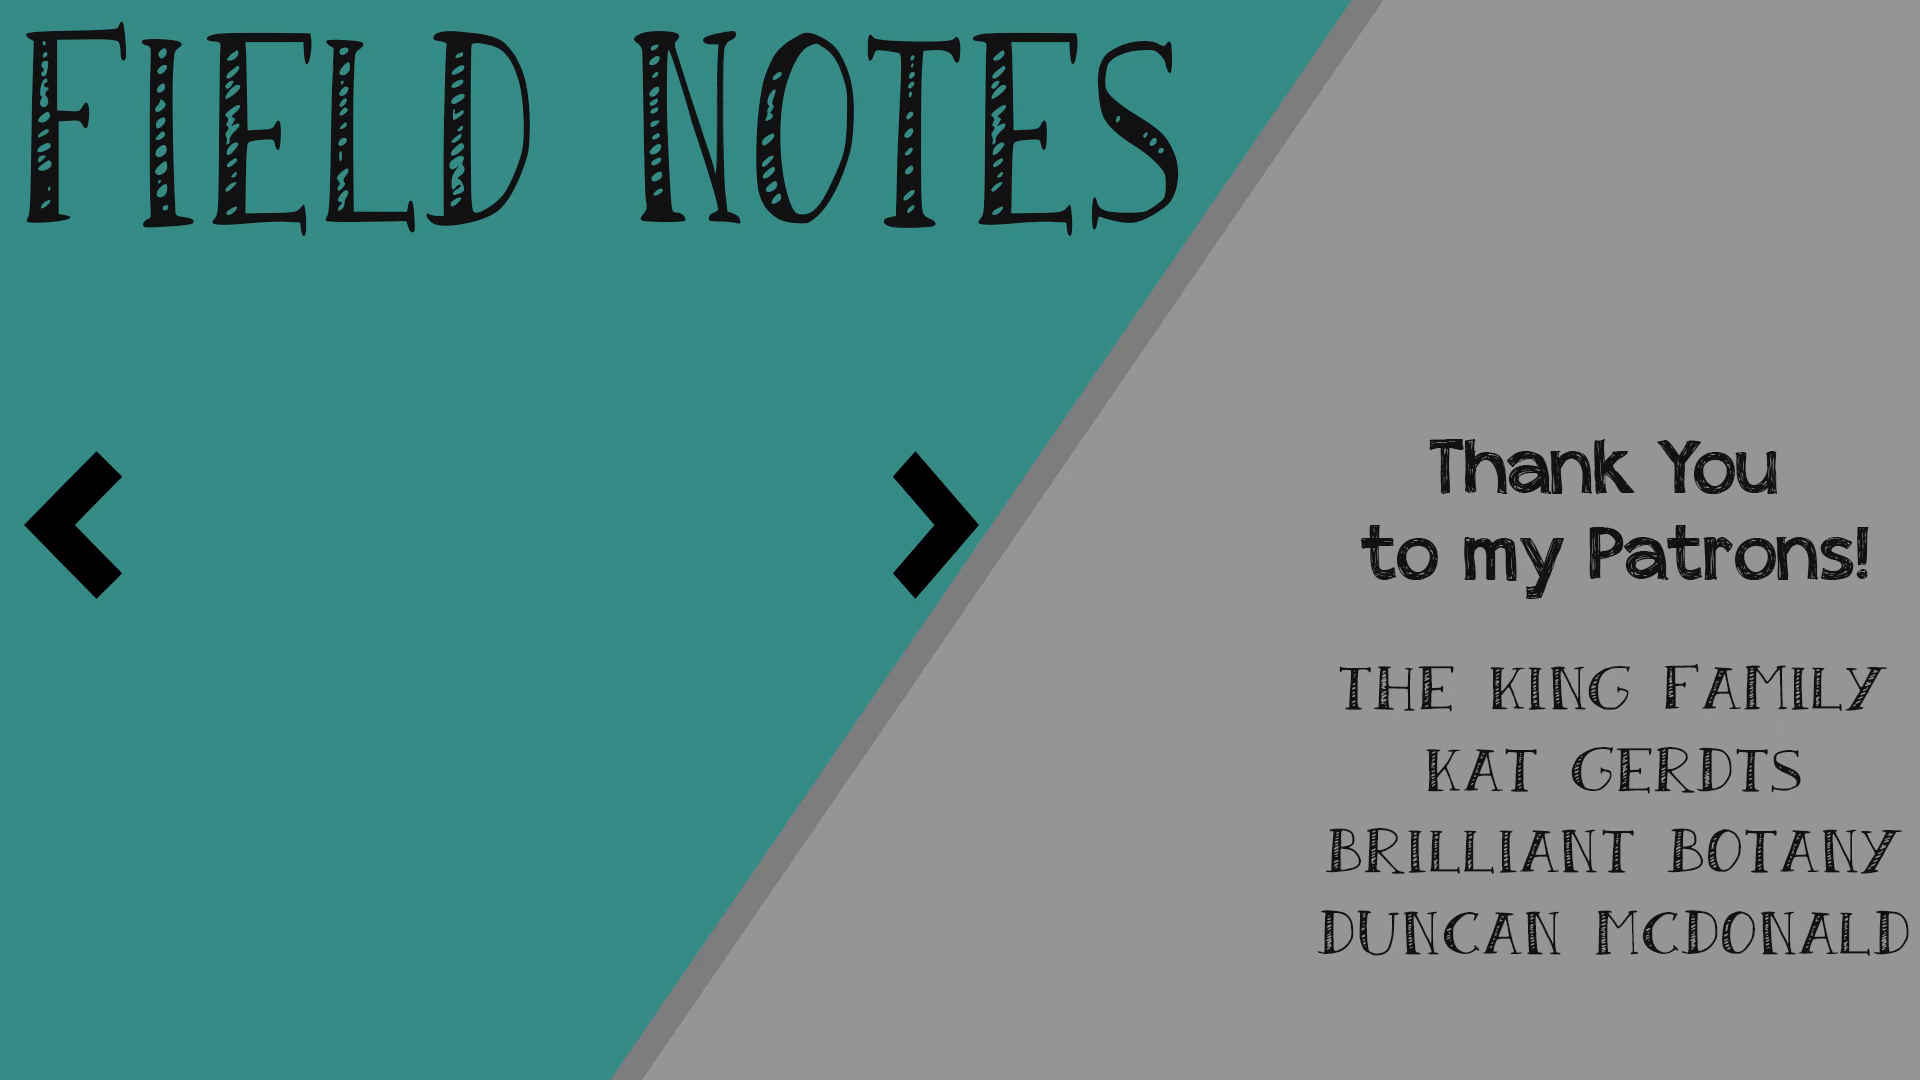 FIELD NOTES
Thank You
to my Patrons!
THE KING FAMILY
KAT GERDTS
BRILLIANT BOTANY
DUNCAN MCDONALD